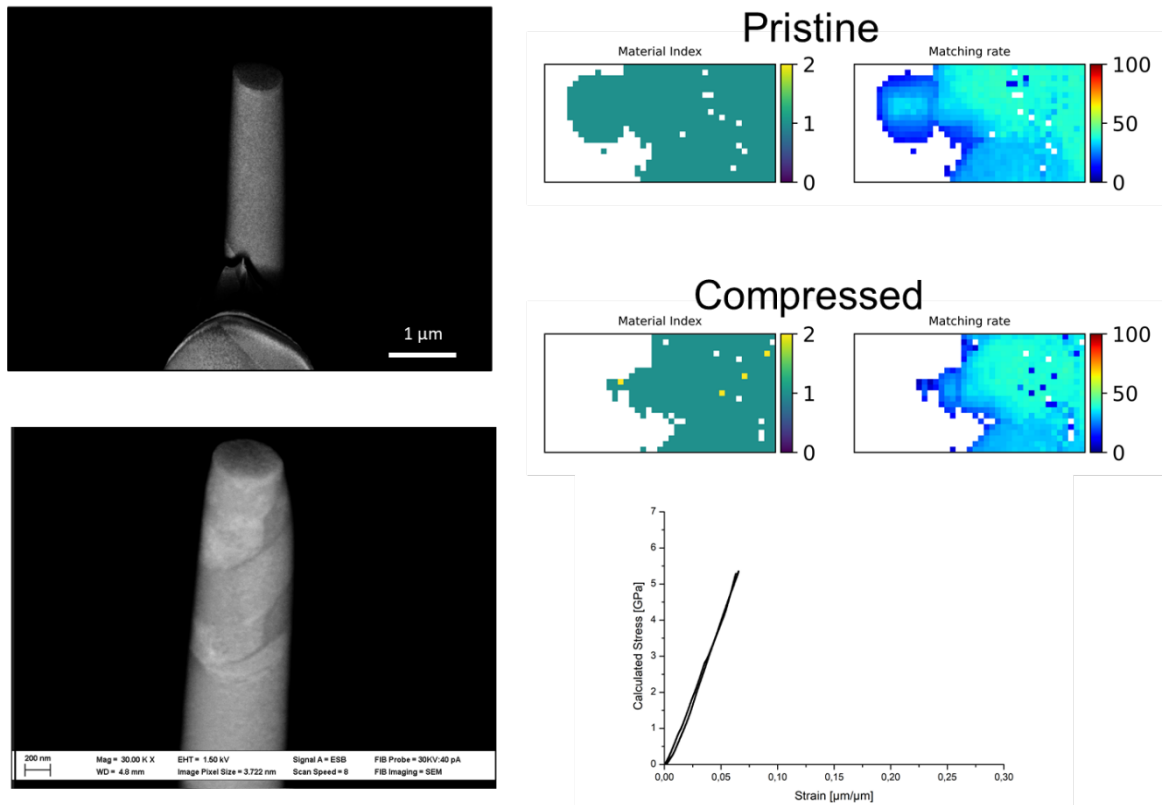 1 μm
200 nm
Mag = 30.00 K X
EHT = 1.50 kV
Signal A = ESB
FIB Probe = 30KV:40 pA
WD = 4.8 mm
Image Pixel Size = 3.722 nm
Scan Speed = 8
FIB Imaging = SEM
Pristine
Material Index
2
1
0
Matching rate
100
50
0
Compressed
Material Index
2
1
0
Matching rate
100
50
0
Calculated Stress [GPa]
7
6
5
4
3
2
1
0
0,00 0,05 0,10 0,15 0,20 0,25 0,30
Strain [μm/μm]